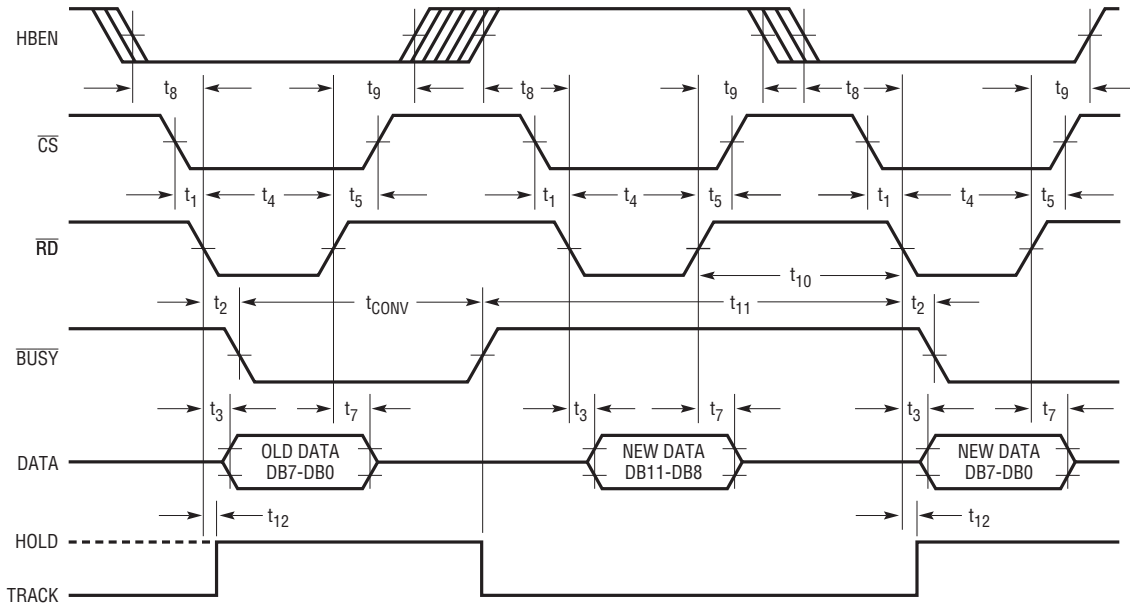 HBEN
t8 t9 t8 t9 t8 t9
CS
t1 t4 t5 t1 t4 t5 t1 t4 t5
RD
t10
t2 tCONV t11 t2
BUSY
t3 t7 t3 t7 t3 t7
DATA
OLD DATA
DB7-DB0
NEW DATA
DB11-DB8
NEW DATA
DB7-DB0
t12 t12
HOLD
TRACK